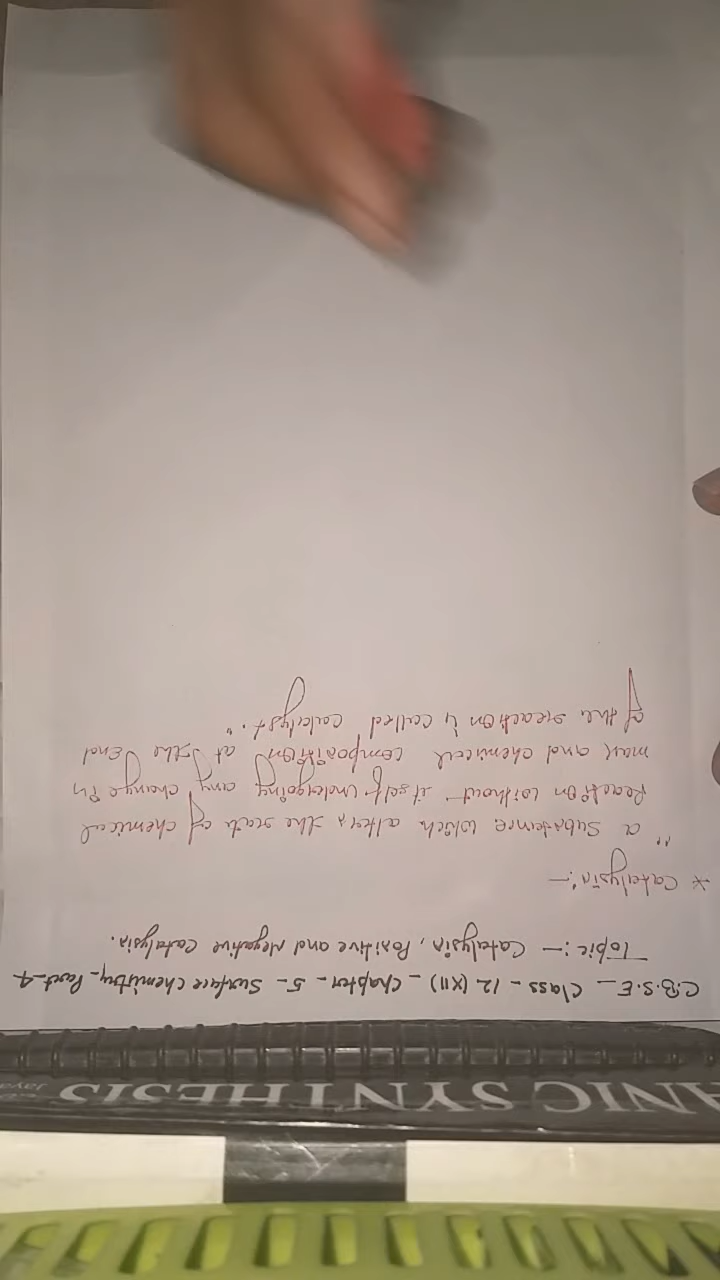 C.B.S.E - Class - 12 (XII) - Chapter - 5 - Surface chemistry - Part-4
Topic :- Catalysis, Positive and Negative Catalysis.
* Catalysis :-
" a Substance which alters the rate of chemical
Reaction without itself undergoing any change in
mass and chemical composition at the End
of the reaction is called catalyst. "
ANIC SYNTHESIS